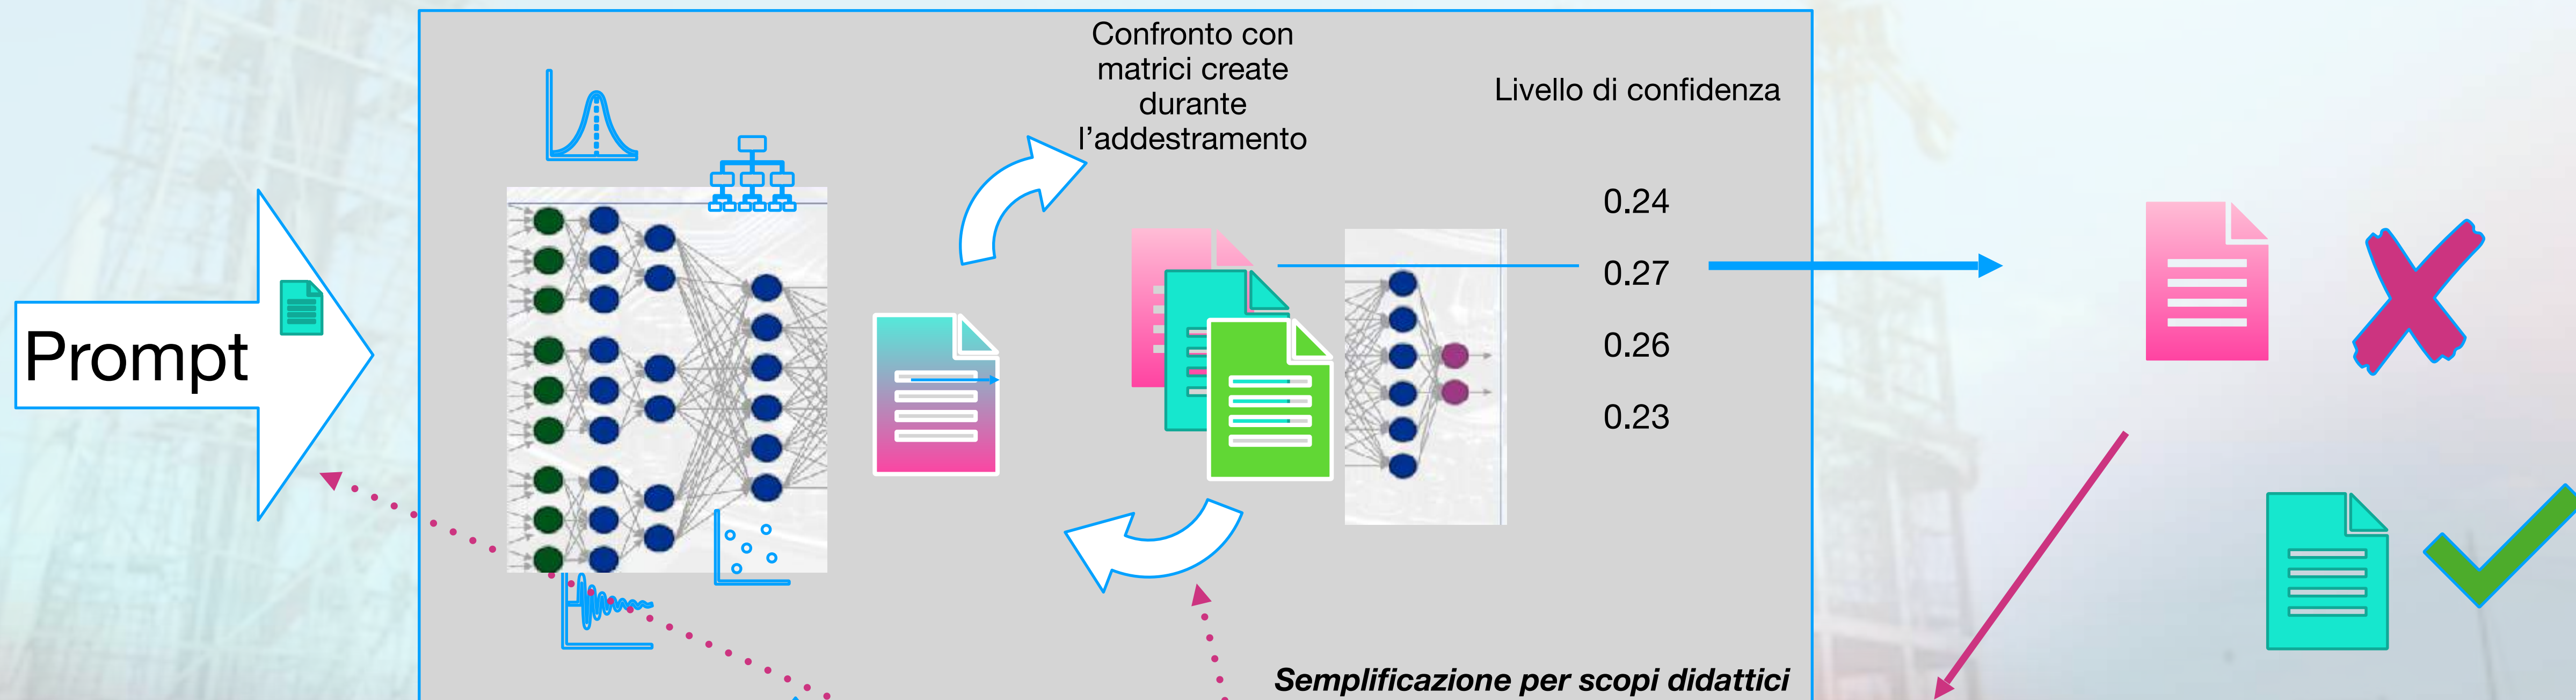 Prompt
Confronto con
matrici create
durante
l'addestramento
Livello di confidenza
0.24
0.27
0.26
0.23
Semplificazione per scopi didattici